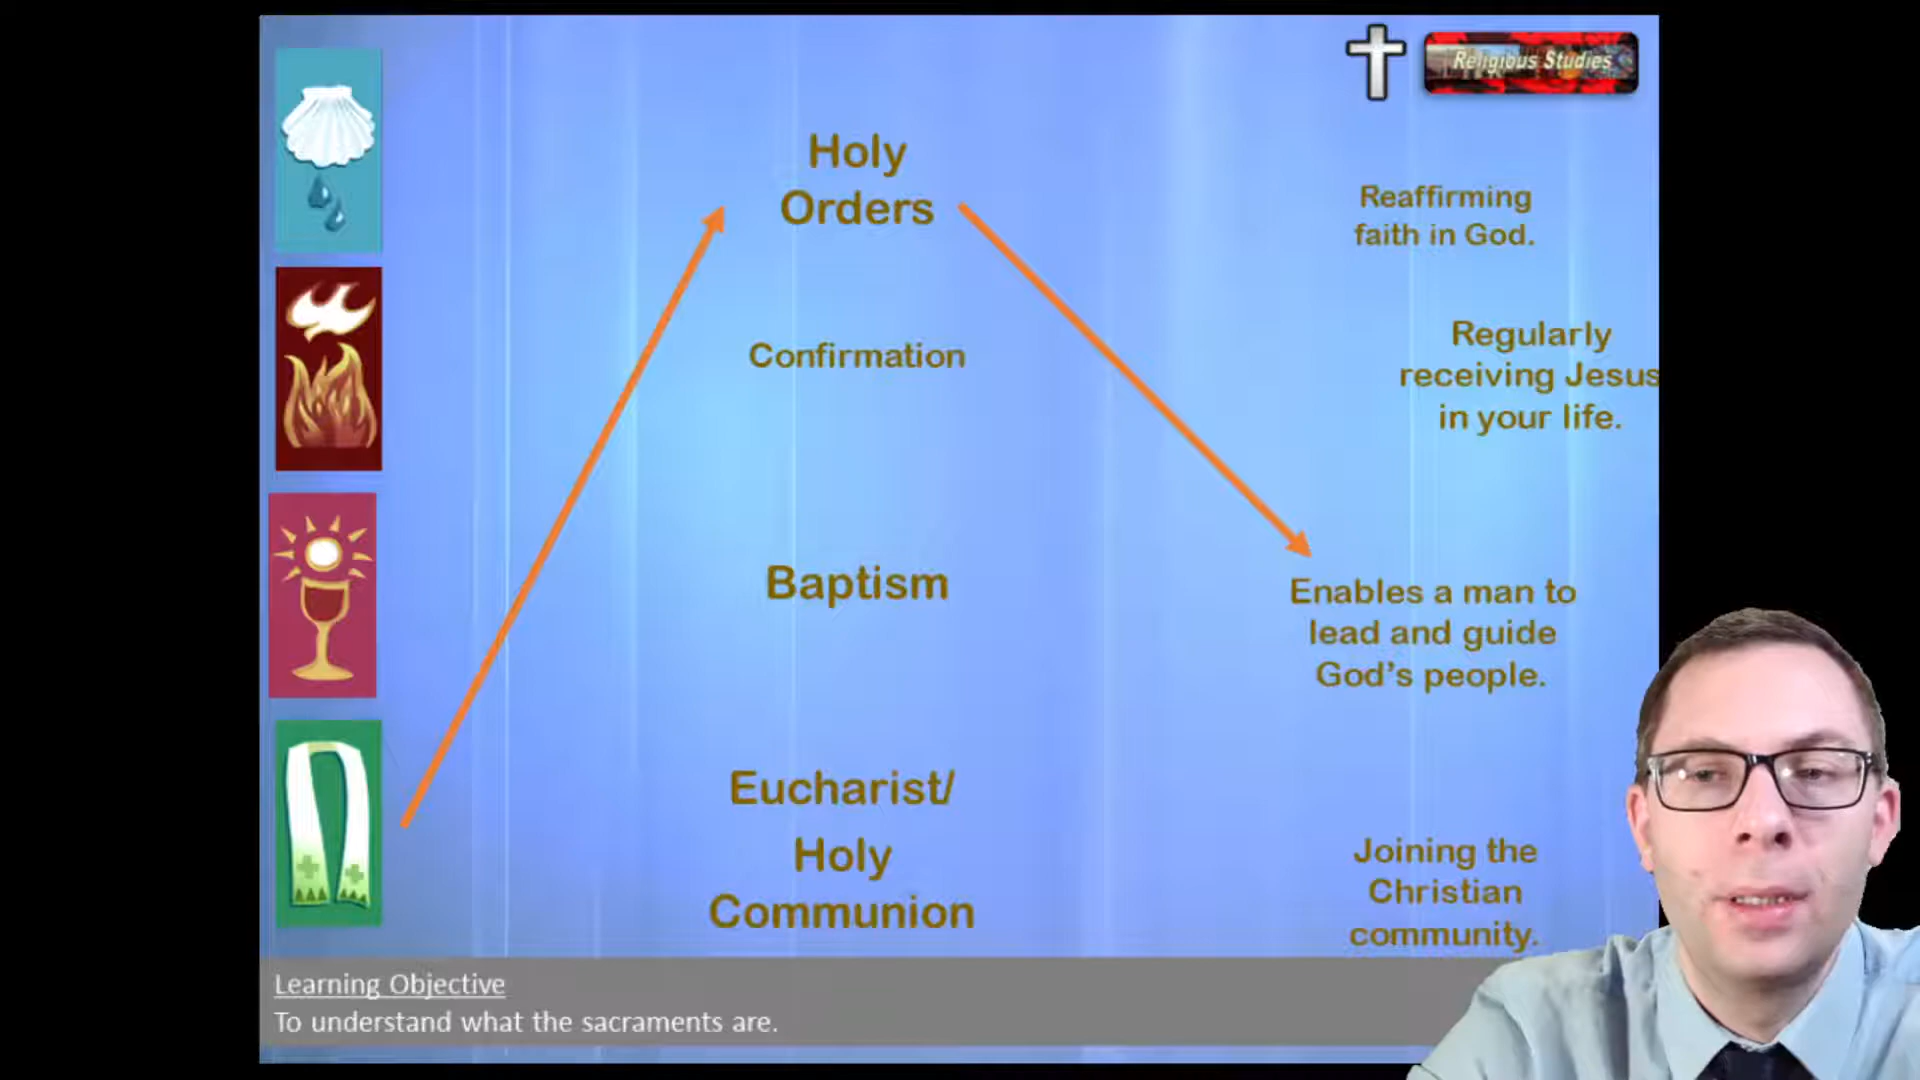 Religious Studies
Holy
Orders
Reaffirming
faith in God.
Confirmation
Regularly
receiving Jesus
in your life.
Baptism
Enables a man to
lead and guide
God's people.
Eucharist/
Holy
Communion
Joining the
Christian
community.
Learning Objective
To understand what the sacraments are.